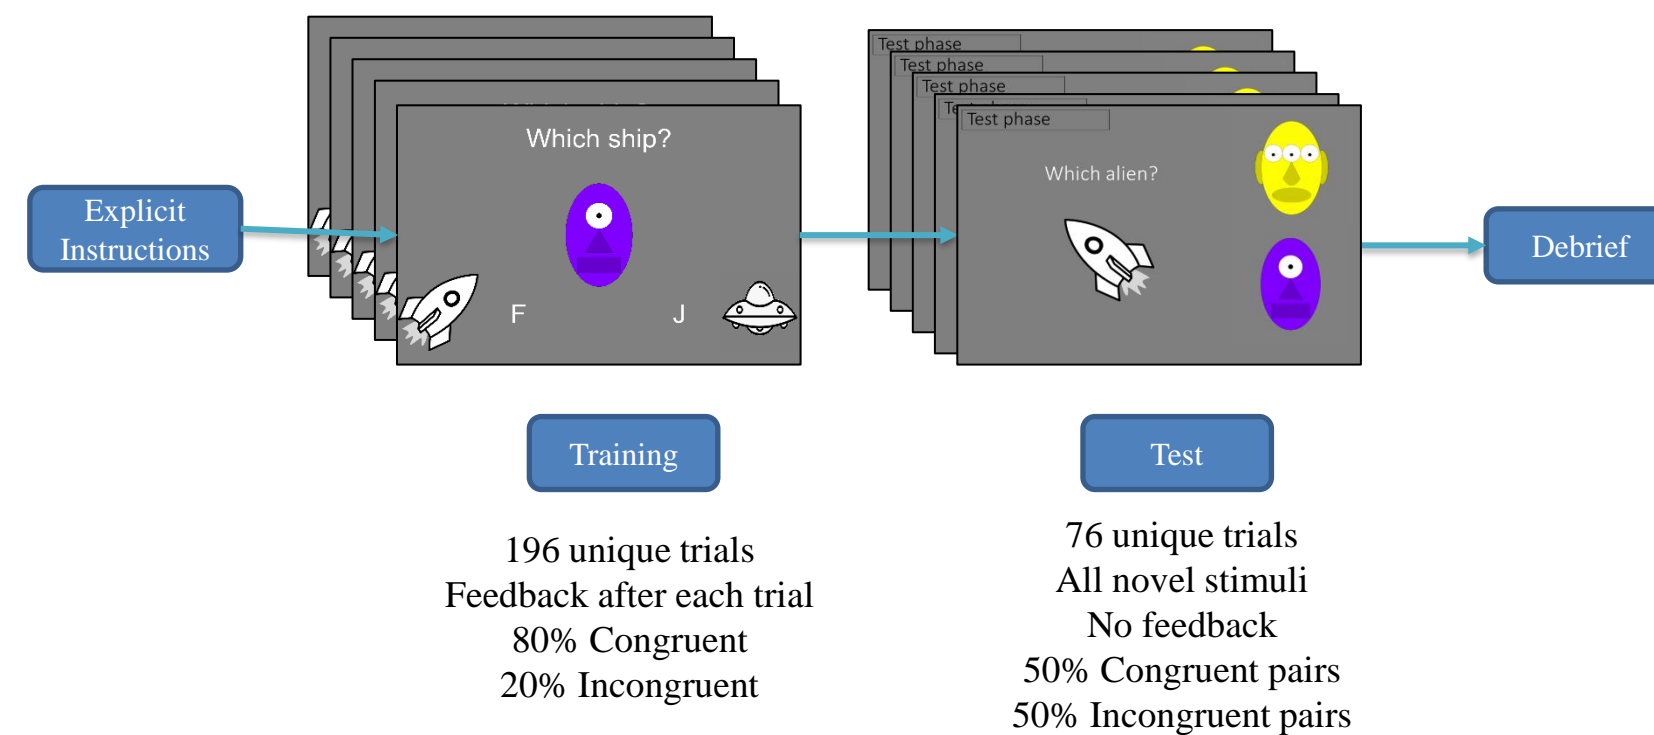 Explicit
Instructions
Which ship?
F
J
Test phase
Test phase
Test phase
Test phase
Which alien?
Debrief
Training
196 unique trials
Feedback after each trial
80% Congruent
20% Incongruent
Test
76 unique trials
All novel stimuli
No feedback
50% Congruent pairs
50% Incongruent pairs